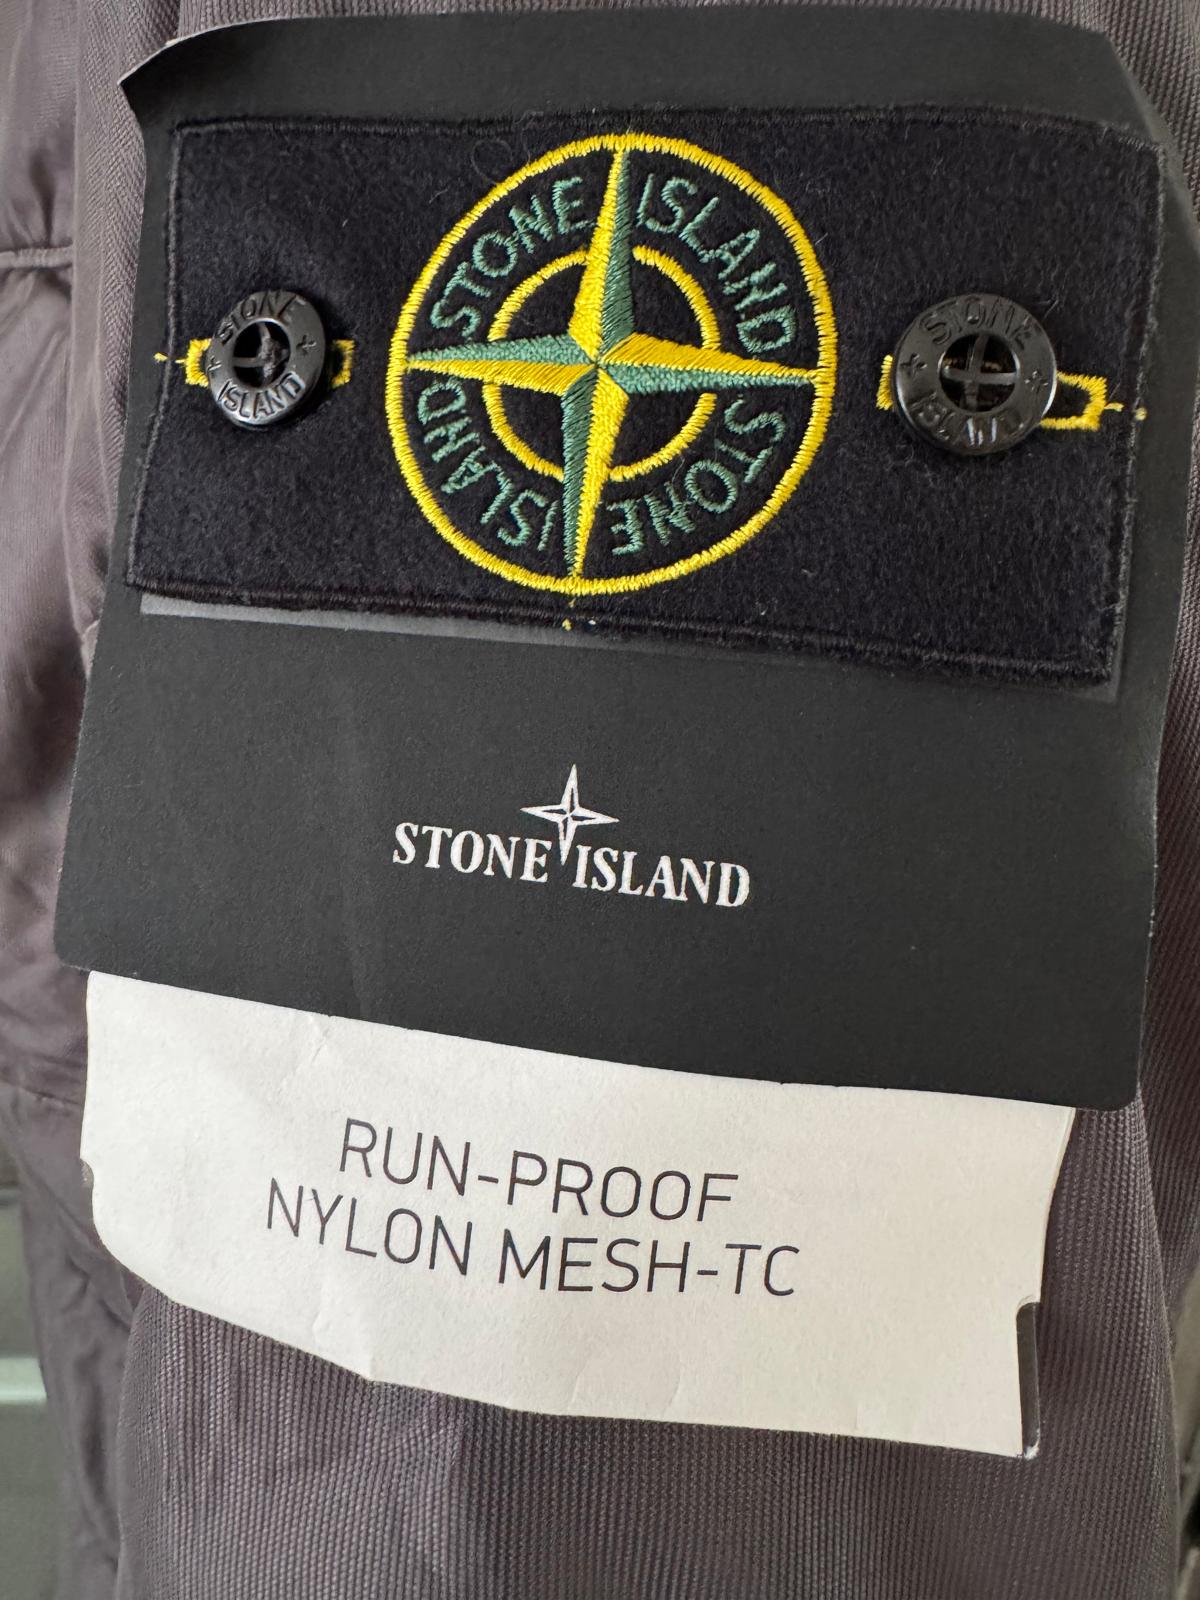 STONE ISLAND
STONE ISLAND
STONE
ISLAND
STONE
ISLAND
STONE ISLAND
RUN-PROOF
NYLON MESH-TC